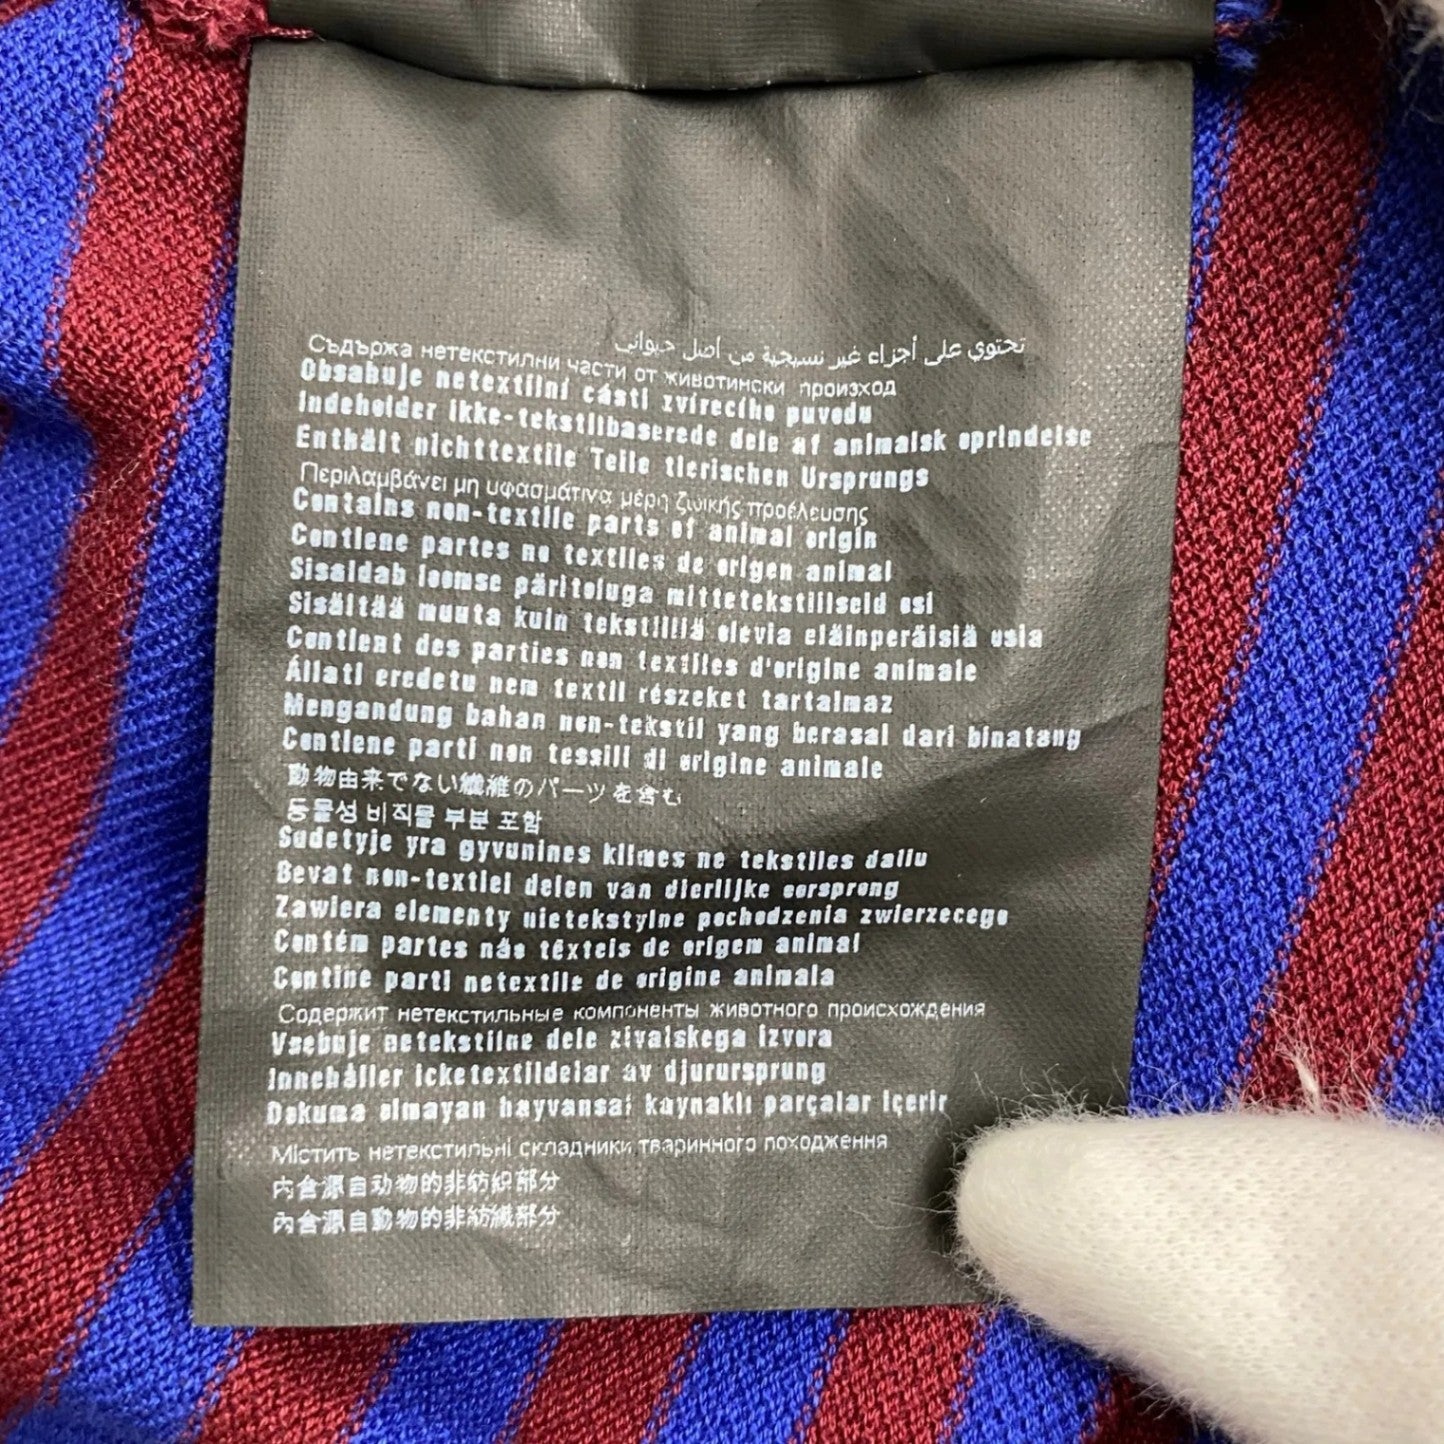 تحتوي على أجزاء غير نسيجية من أصل حيواني
Съдържа нетекстилни части от животински произход
Obsahuje netextilní části zvířecího původu
Indeholder ikke-tekstilbaserede dele af animalsk oprindelse
Enthält nichttextile Teile tierischen Ursprungs
Περιλαμβάνει μη υφασμάτινα μέρη ζωικής προέλευσης
Contains non-textile parts of animal origin
Contiene partes no textiles de origen animal
Sisaldab loomse päritoluga mittetekstiilseid osi
Sisältää muuta kuin tekstiiliä olevia eläinperäisiä osia
Contient des parties non textiles d'origine animale
Állati eredetű nem textil részeket tartalmaz
Mengandung bahan non-tekstil yang berasal dari binatang
Contiene parti non tessili di origine animale
動物由来でない繊維のパーツを含む
동물성 비직물 부분 포함
Sudėtyje yra gyvūninės kilmės ne tekstilės dalių
Bevat non-textiel delen van dierlijke oorsprong
Zawiera elementy nietekstylne pochodzenia zwierzęcego
Contém partes não têxteis de origem animal
Conține părți netextile de origine animală
Содержит нетекстильные компоненты животного происхождения
Vsebuje netekstilne dele živalskega izvora
Innehåller icketextildelar av djurursprung
Dokuma olmayan hayvansal kaynaklı parçalar içerir
Містить нетекстильні складники тваринного походження
内含源自动物的非纺织部分
內含源自動物的非紡織部分